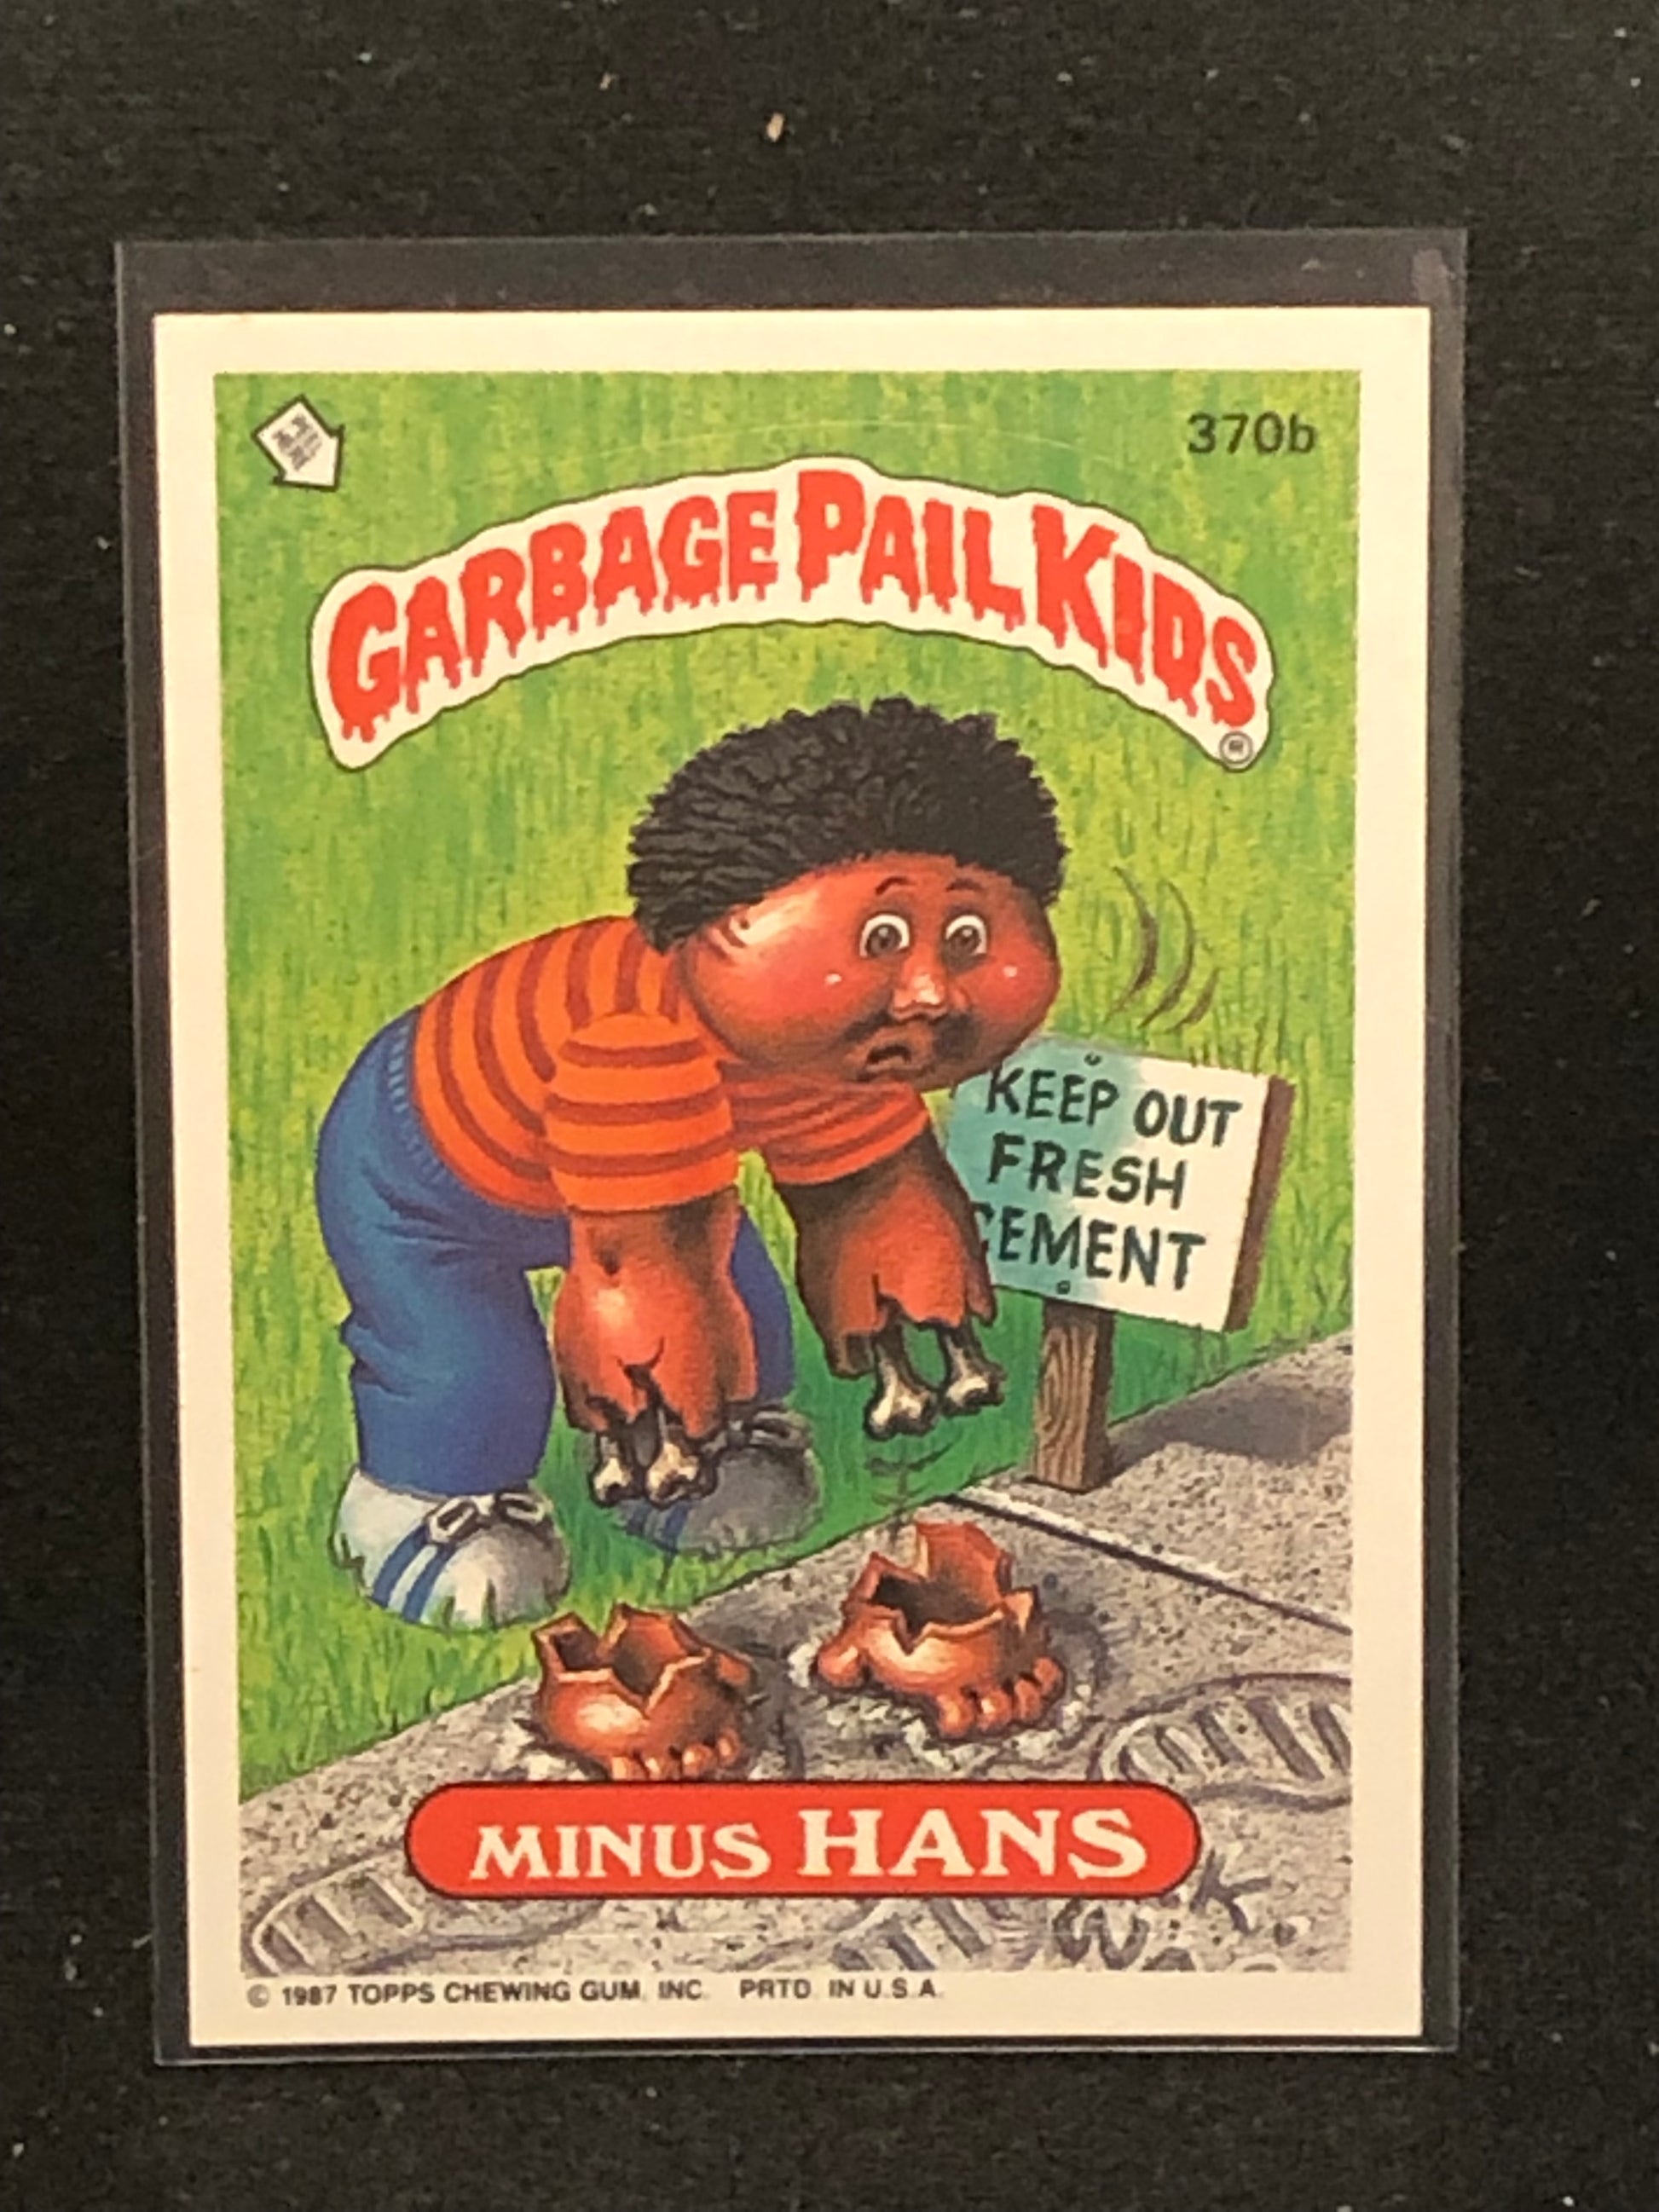 370b
GARBAGE PAIL KIDS
®
KEEP OUT
FRESH
CEMENT
MINUS HANS
© 1987 TOPPS CHEWING GUM, INC. PRTD. IN U.S.A.